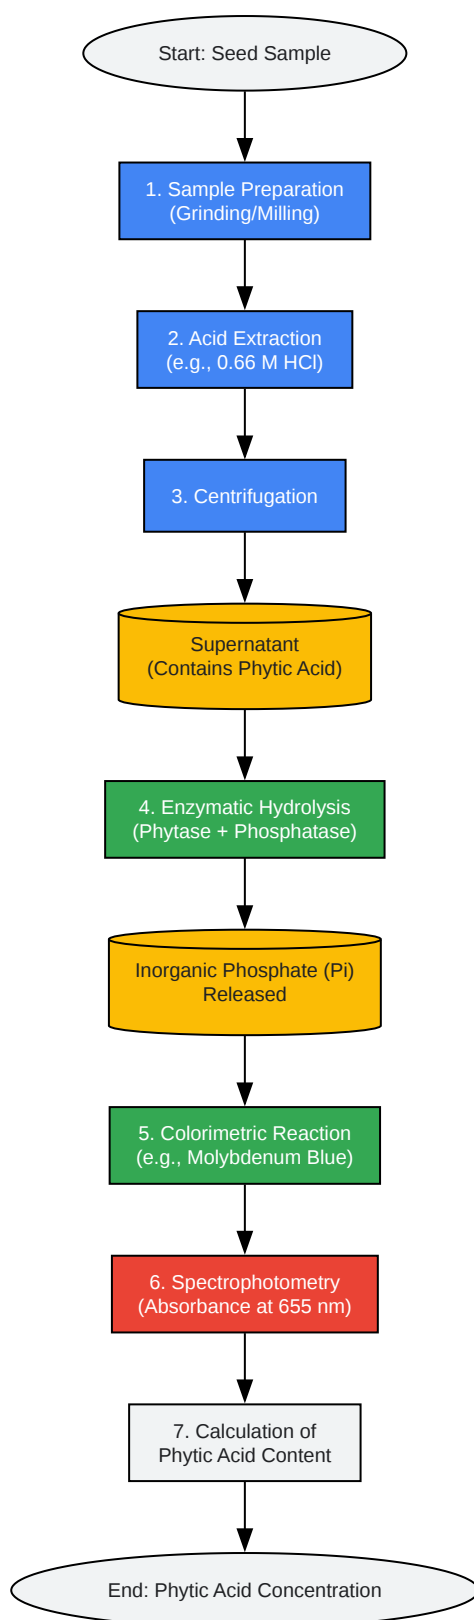 Start: Seed Sample
1. Sample Preparation
(Grinding/Milling)
2. Acid Extraction
(e.g., 0.66 M HCl)
3. Centrifugation
Supernatant
(Contains Phytic Acid)
4. Enzymatic Hydrolysis
(Phytase + Phosphatase)
Inorganic Phosphate (Pi)
Released
5. Colorimetric Reaction
(e.g., Molybdenum Blue)
6. Spectrophotometry
(Absorbance at 655 nm)
7. Calculation of
Phytic Acid Content
End: Phytic Acid Concentration